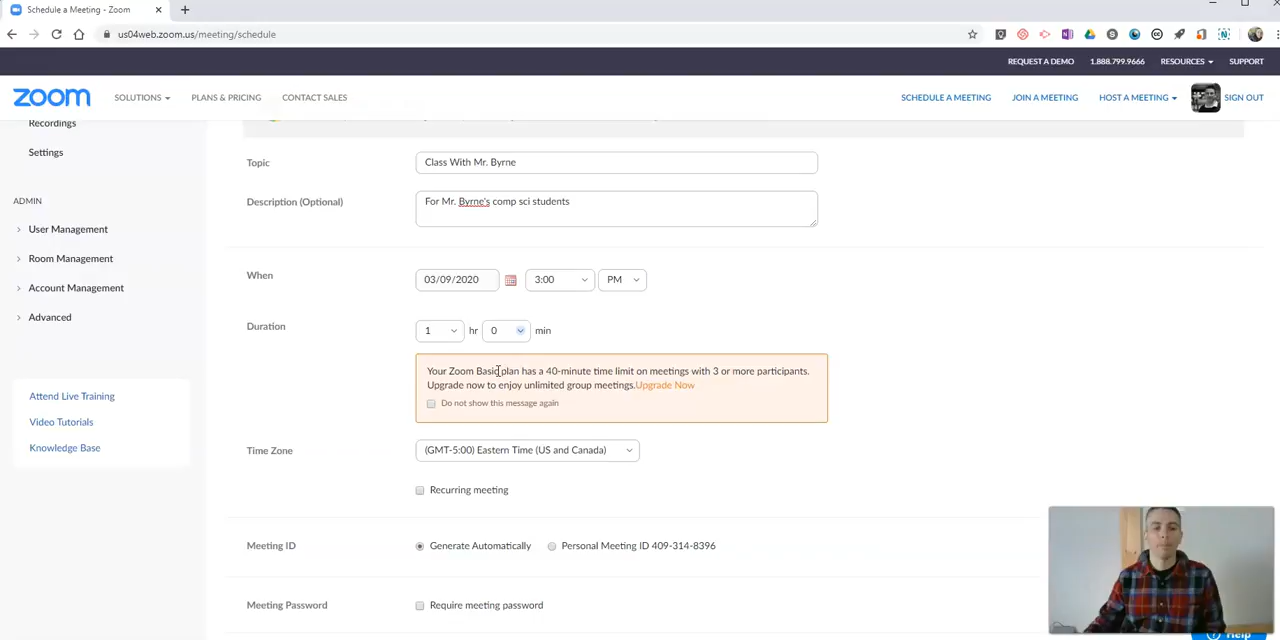 Schedule a Meeting - Zoom
us04web.zoom.us/meeting/schedule
REQUEST A DEMO 1.888.799.9666 RESOURCES SUPPORT
zoom SOLUTIONS PLANS & PRICING CONTACT SALES SCHEDULE A MEETING JOIN A MEETING HOST A MEETING SIGN OUT
Recordings
Settings
ADMIN
User Management
Room Management
Account Management
Advanced
Attend Live Training
Video Tutorials
Knowledge Base
Topic Class With Mr. Byrne
Description (Optional) For Mr. Byrne's comp sci students
When 03/09/2020 3:00 PM
Duration 1 hr 0 min
Your Zoom Basic plan has a 40-minute time limit on meetings with 3 or more participants.
Upgrade now to enjoy unlimited group meetings.Upgrade Now
Do not show this message again
Time Zone (GMT-5:00) Eastern Time (US and Canada)
Recurring meeting
Meeting ID Generate Automatically Personal Meeting ID 409-314-8396
Meeting Password Require meeting password
Help